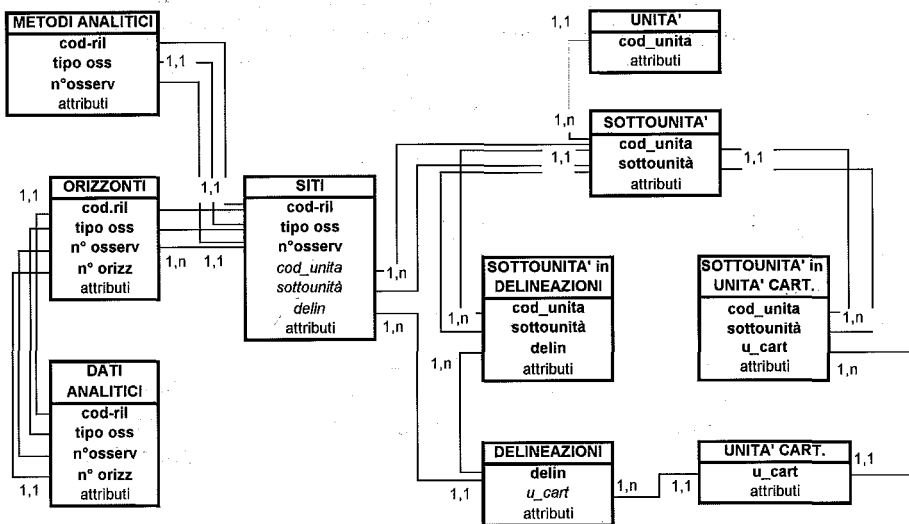 METODI ANALITICI
cod-ril
tipo oss
n°osserv
attributi
1,1
1,1
UNITA'
cod_unita
attributi
1,n
SOTTOUNITA'
cod_unita
sottounità
attributi
1,1
1,1
1,1
ORIZZONTI
cod.ril
tipo oss
n° osserv
n° orizz
attributi
1,1
1,n
1,1
SITI
cod-ril
tipo oss
n°osserv
cod_unita
sottounità
delin
attributi
1,n
1,n
SOTTOUNITA' in
DELINEAZIONI
cod_unita
sottounità
delin
attributi
1,n
1,n
SOTTOUNITA' in
UNITA' CART.
cod_unita
sottounità
u_cart
attributi
1,n
1,n
DATI
ANALITICI
cod-ril
tipo oss
n°osserv
n° orizz
attributi
1,1
DELINEAZIONI
delin
u_cart
attributi
1,1
1,n
UNITA' CART.
u_cart
attributi
1,1
1,1